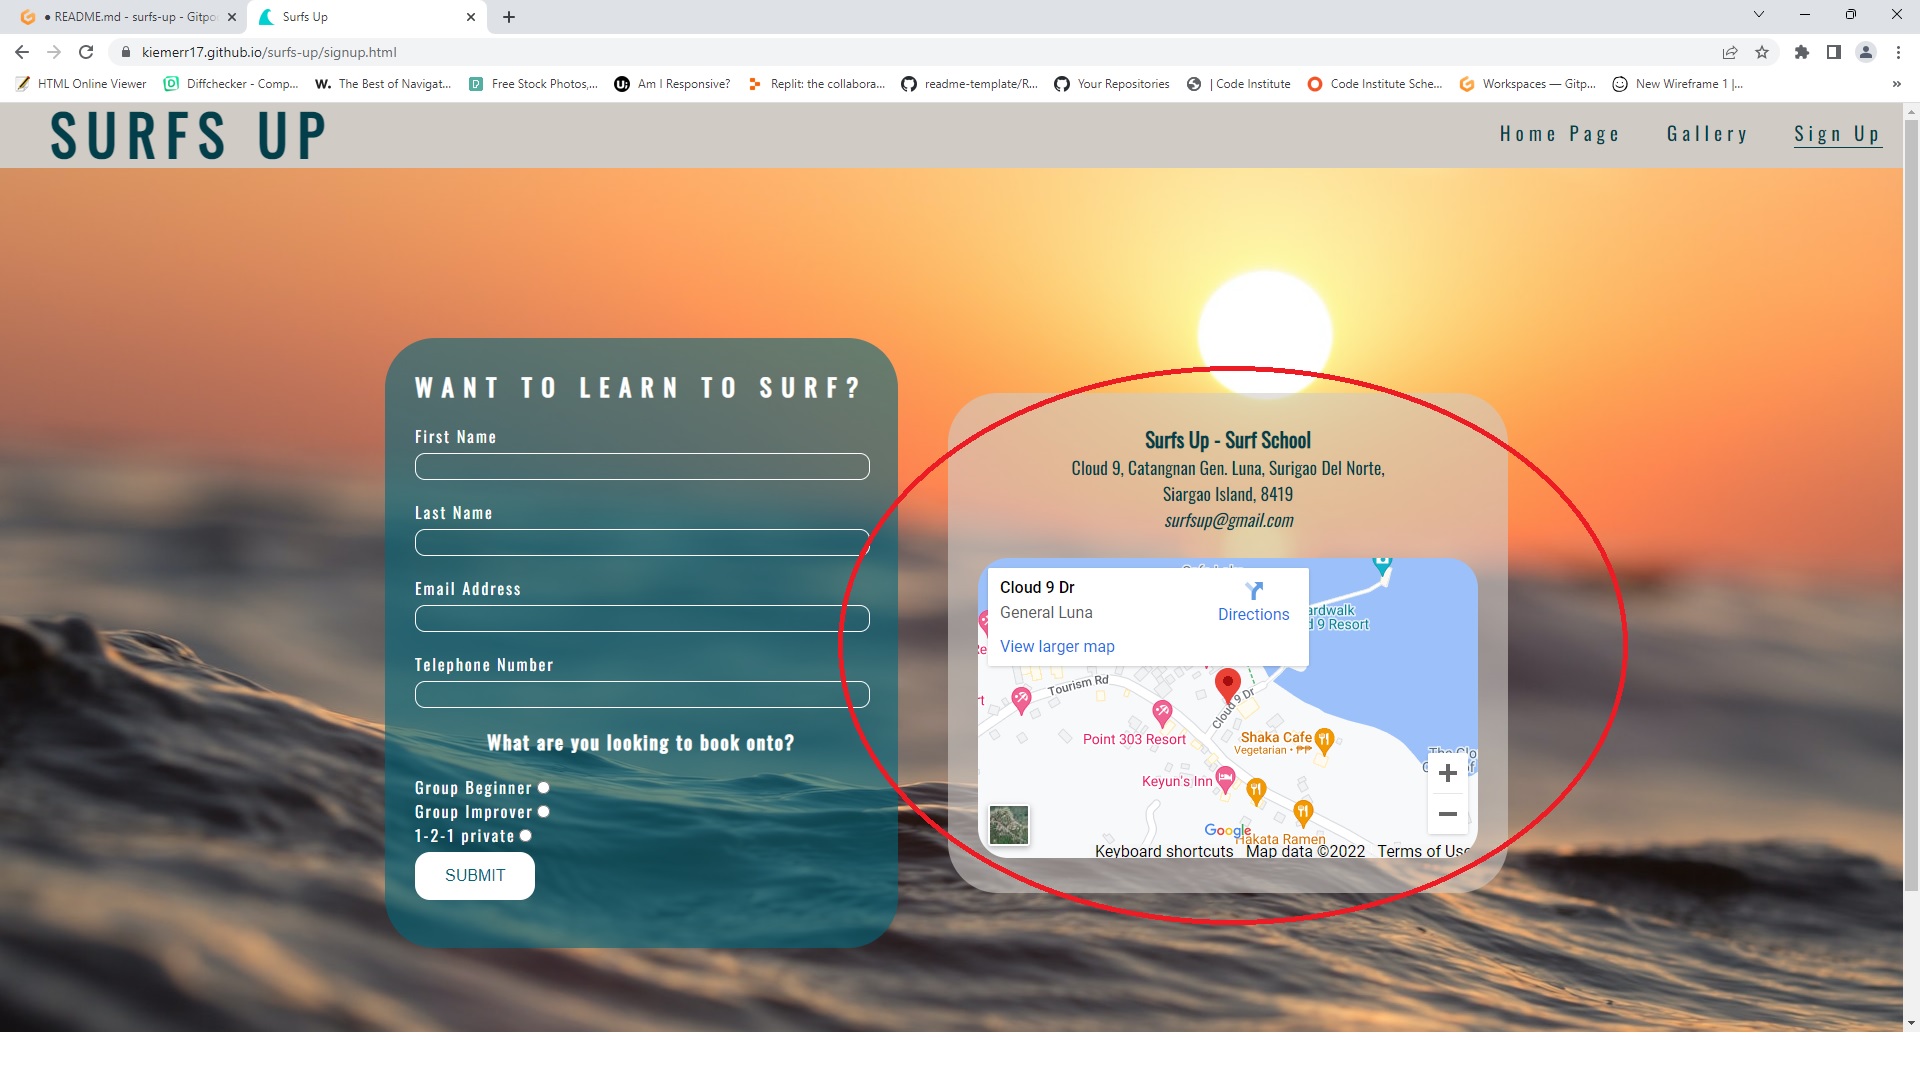 ● README.md - surfs-up - Gitpo
Surfs Up
kiemerr17.github.io/surfs-up/signup.html
HTML Online Viewer
Diffchecker - Comp...
W. The Best of Navigat...
Free Stock Photos,...
Am I Responsive?
Replit: the collabora...
readme-template/R...
Your Repositories
| Code Institute
Code Institute Sche...
Workspaces — Gitp...
New Wireframe 1 |...
»
SURFS UP
Home Page
Gallery
Sign Up
WANT TO LEARN TO SURF?
First Name
Last Name
Email Address
Telephone Number
What are you looking to book onto?
Group Beginner
Group Improver
1-2-1 private
SUBMIT
Surfs Up - Surf School
Cloud 9, Catangnan Gen. Luna, Surigao Del Norte,
Siargao Island, 8419
surfsup@gmail.com
Cloud 9 Dr
General Luna
Directions
View larger map
ardwalk
d 9 Resort
Tourism Rd
Cloud 9 Dr
Point 303 Resort
Shaka Cafe
Vegetarian • ₱₱
Keyun's Inn
Google
Hakata Ramen
Keyboard shortcuts
Map data ©2022
Terms of Use